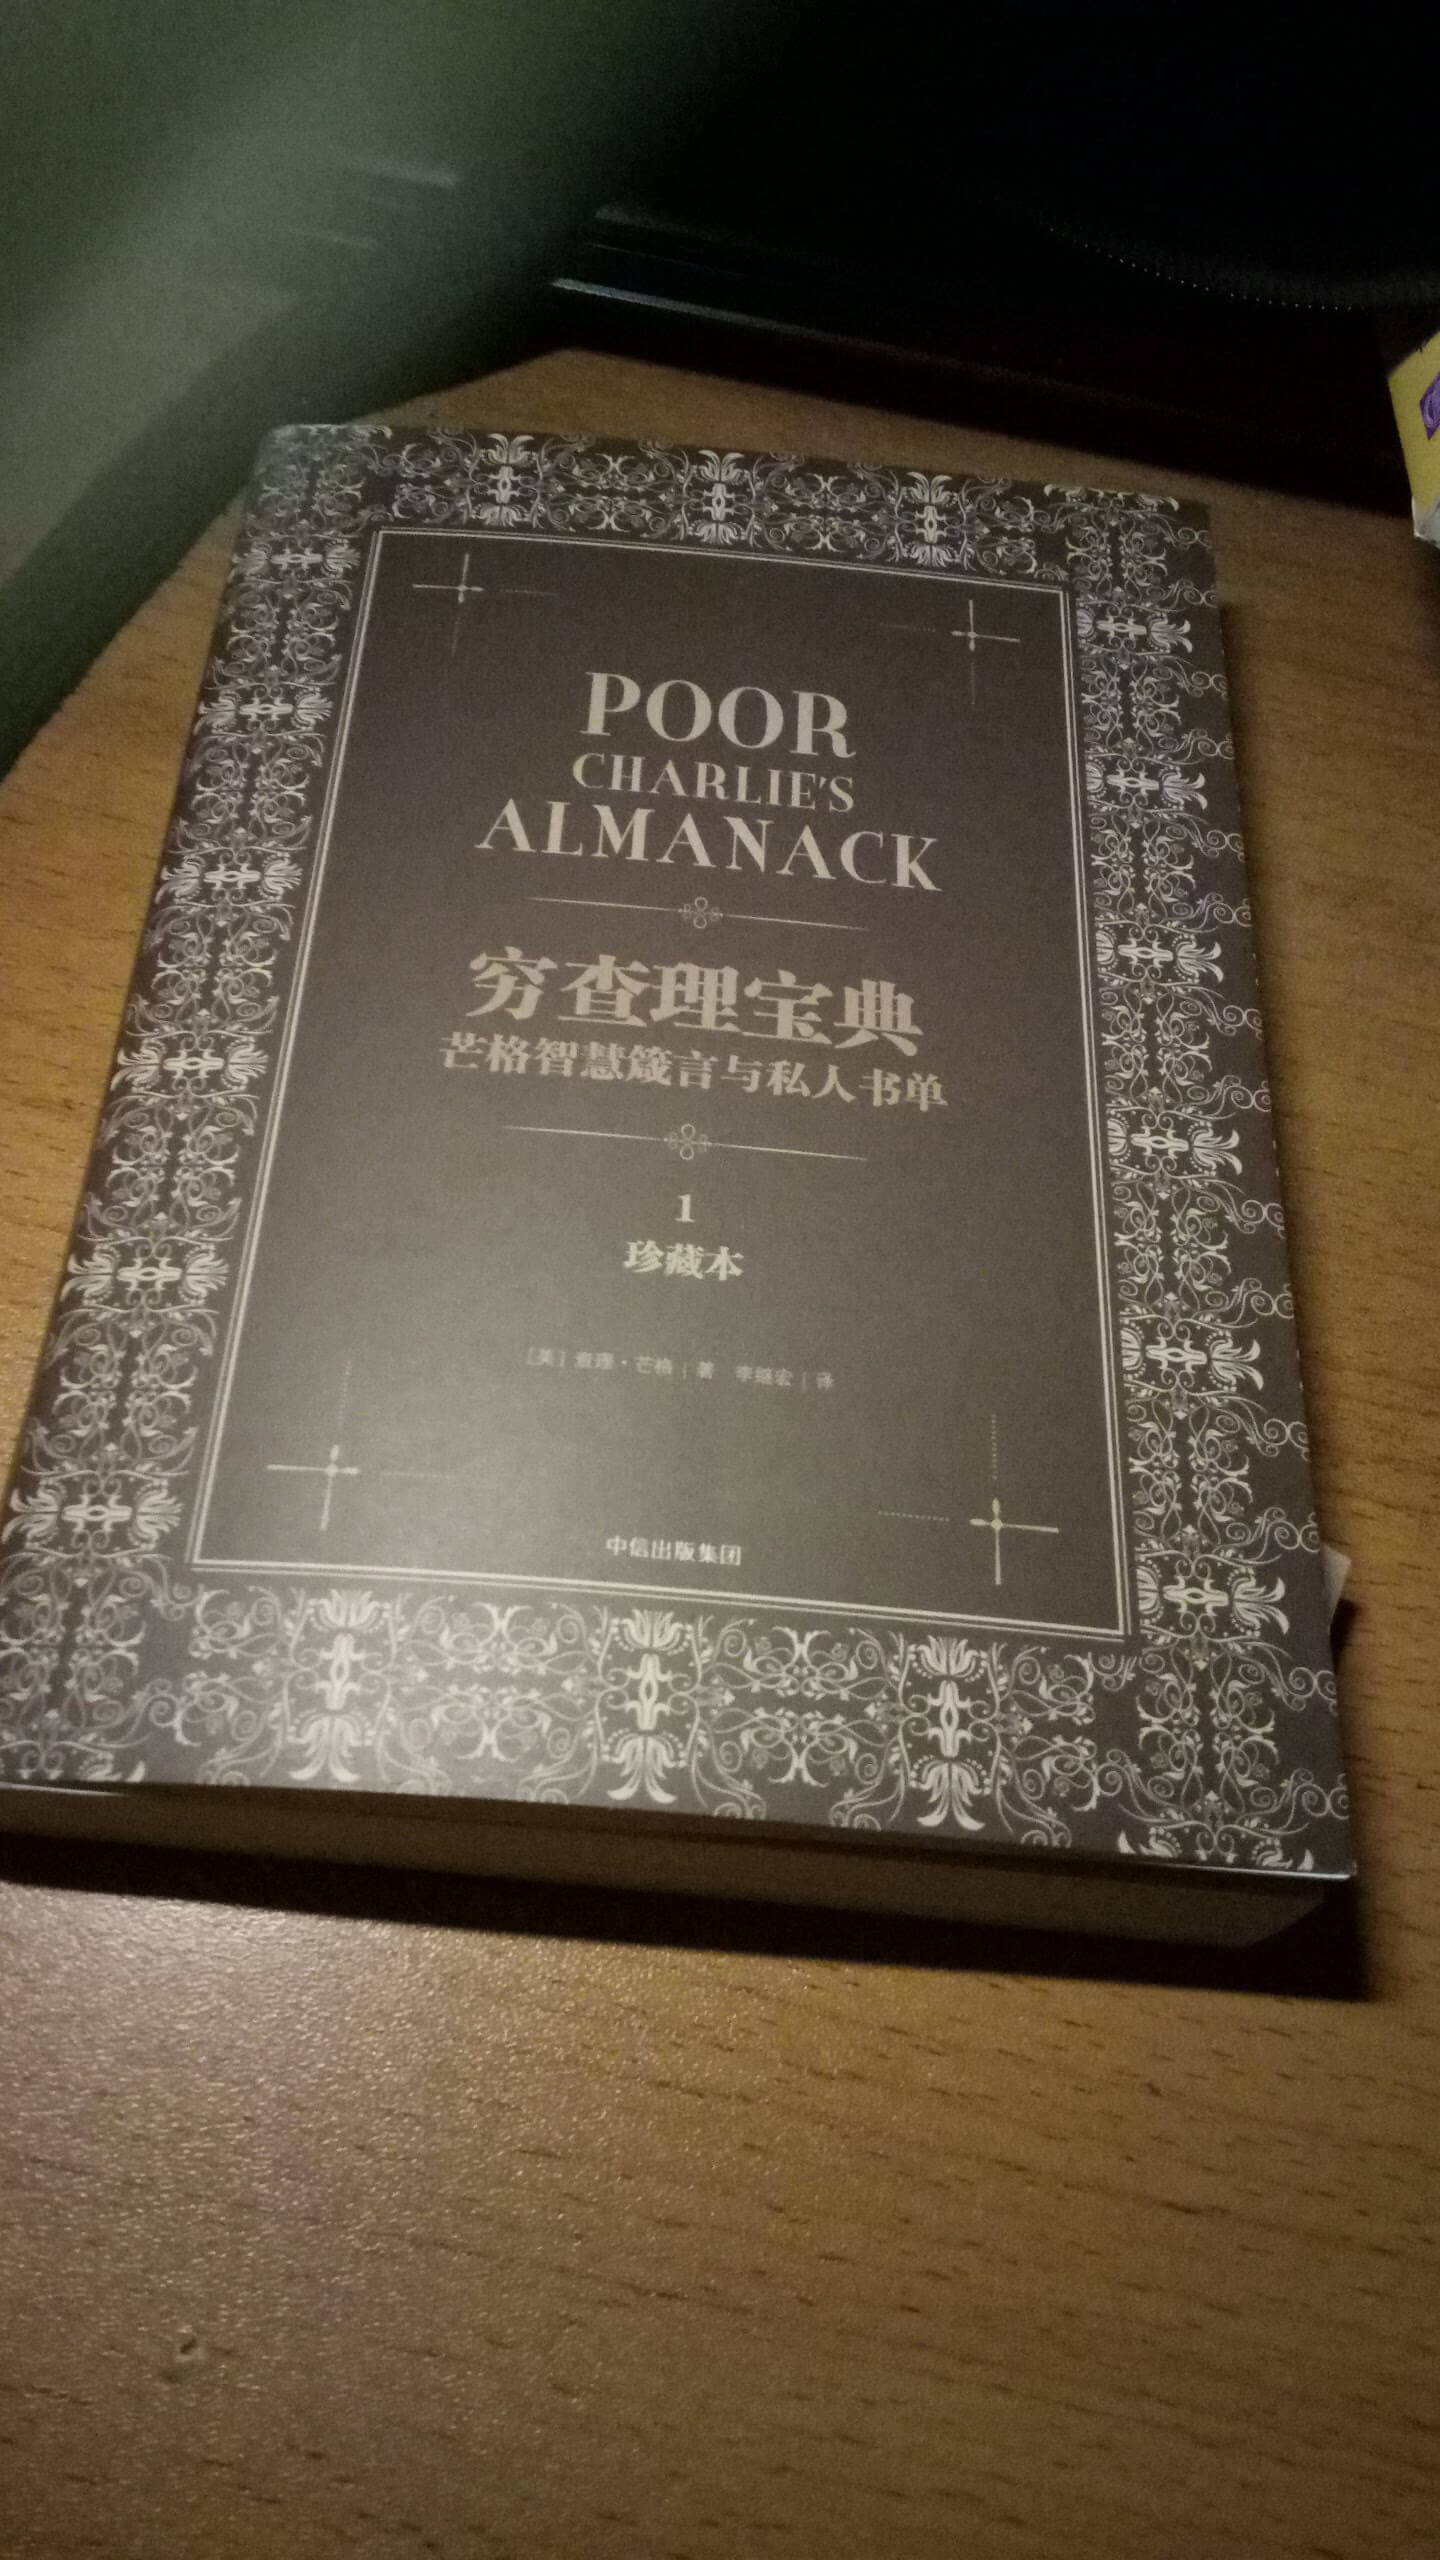 POOR
CHARLIE'S
ALMANACK
穷查理宝典
芒格智慧箴言与私人书单
1
珍藏本
[美] 查理·芒格 | 著 李继宏 | 译
中信出版集团